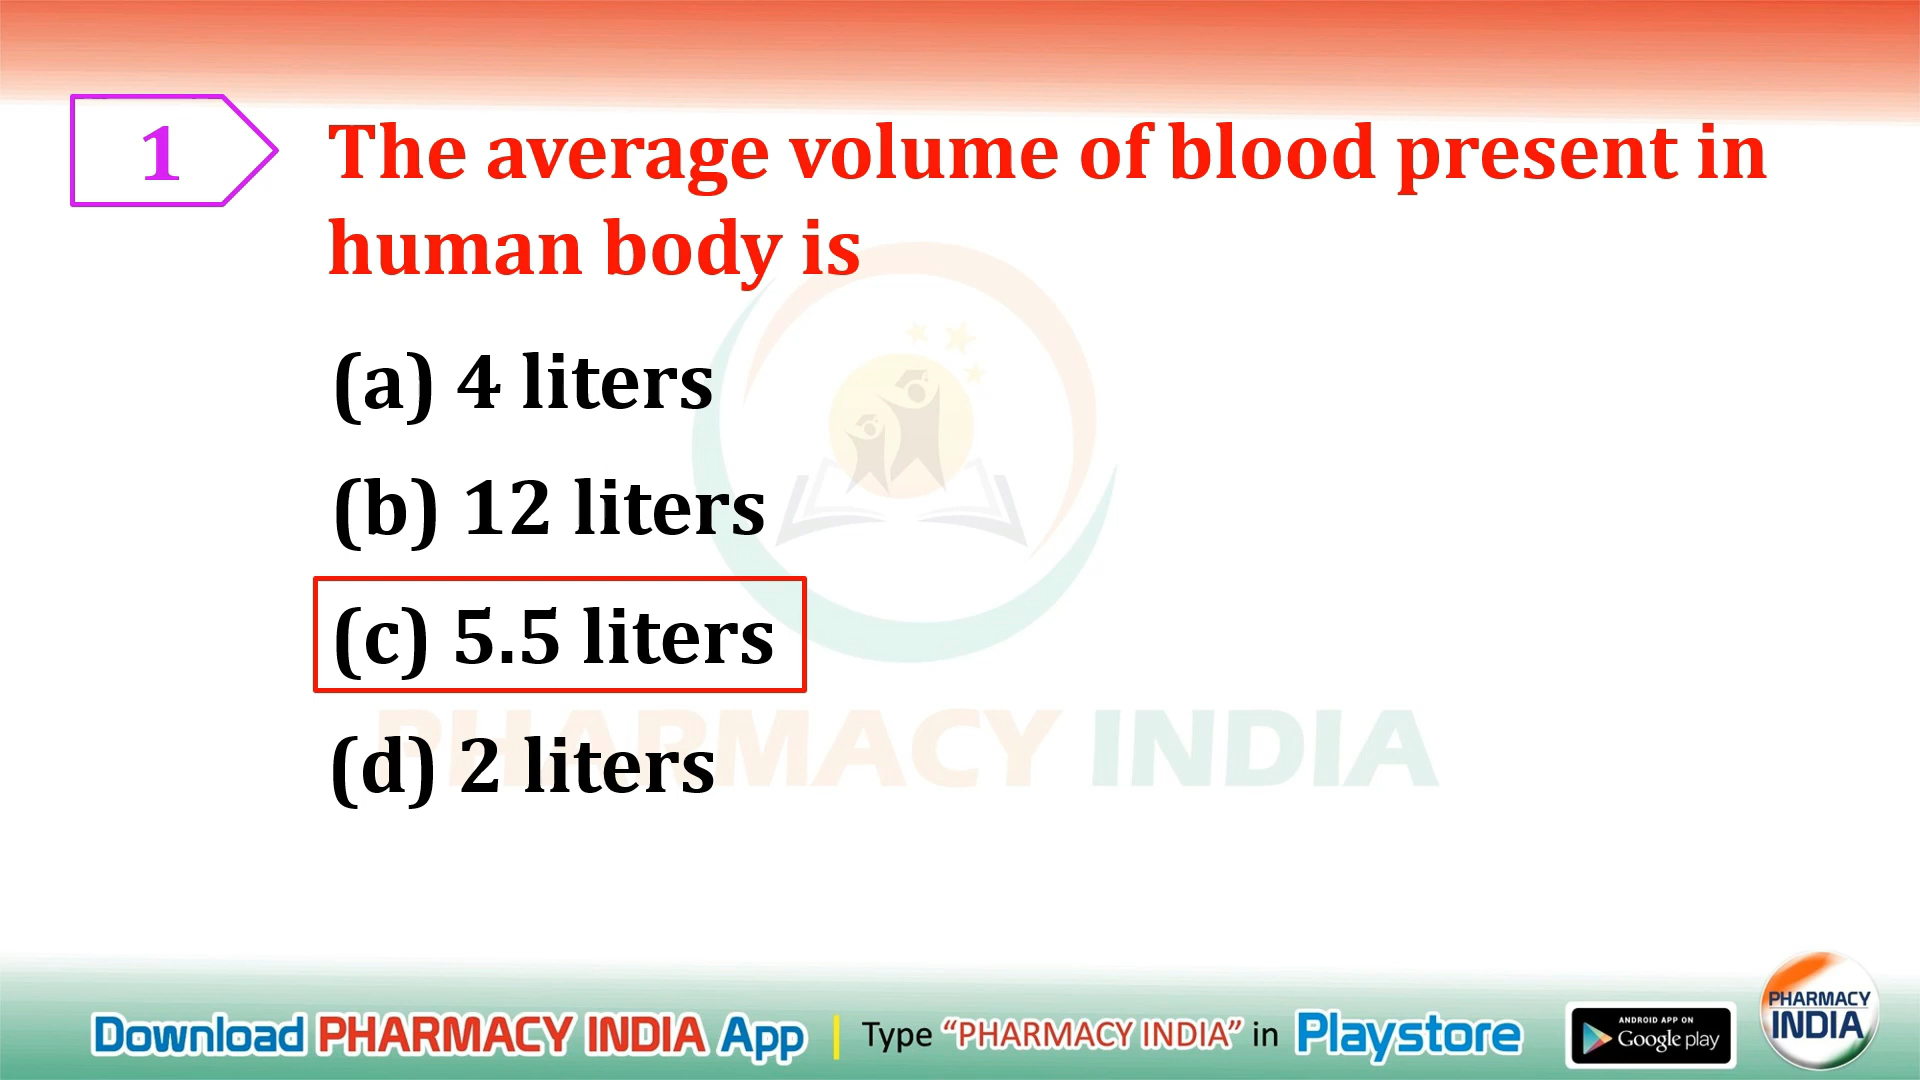 1
The average volume of blood present in
human body is
(a) 4 liters
(b) 12 liters
(c) 5.5 liters
(d) 2 liters
PHARMACY INDIA
Download PHARMACY INDIA App | Type “PHARMACY INDIA” in Playstore
ANDROID APP ON
Google play
PHARMACY
INDIA